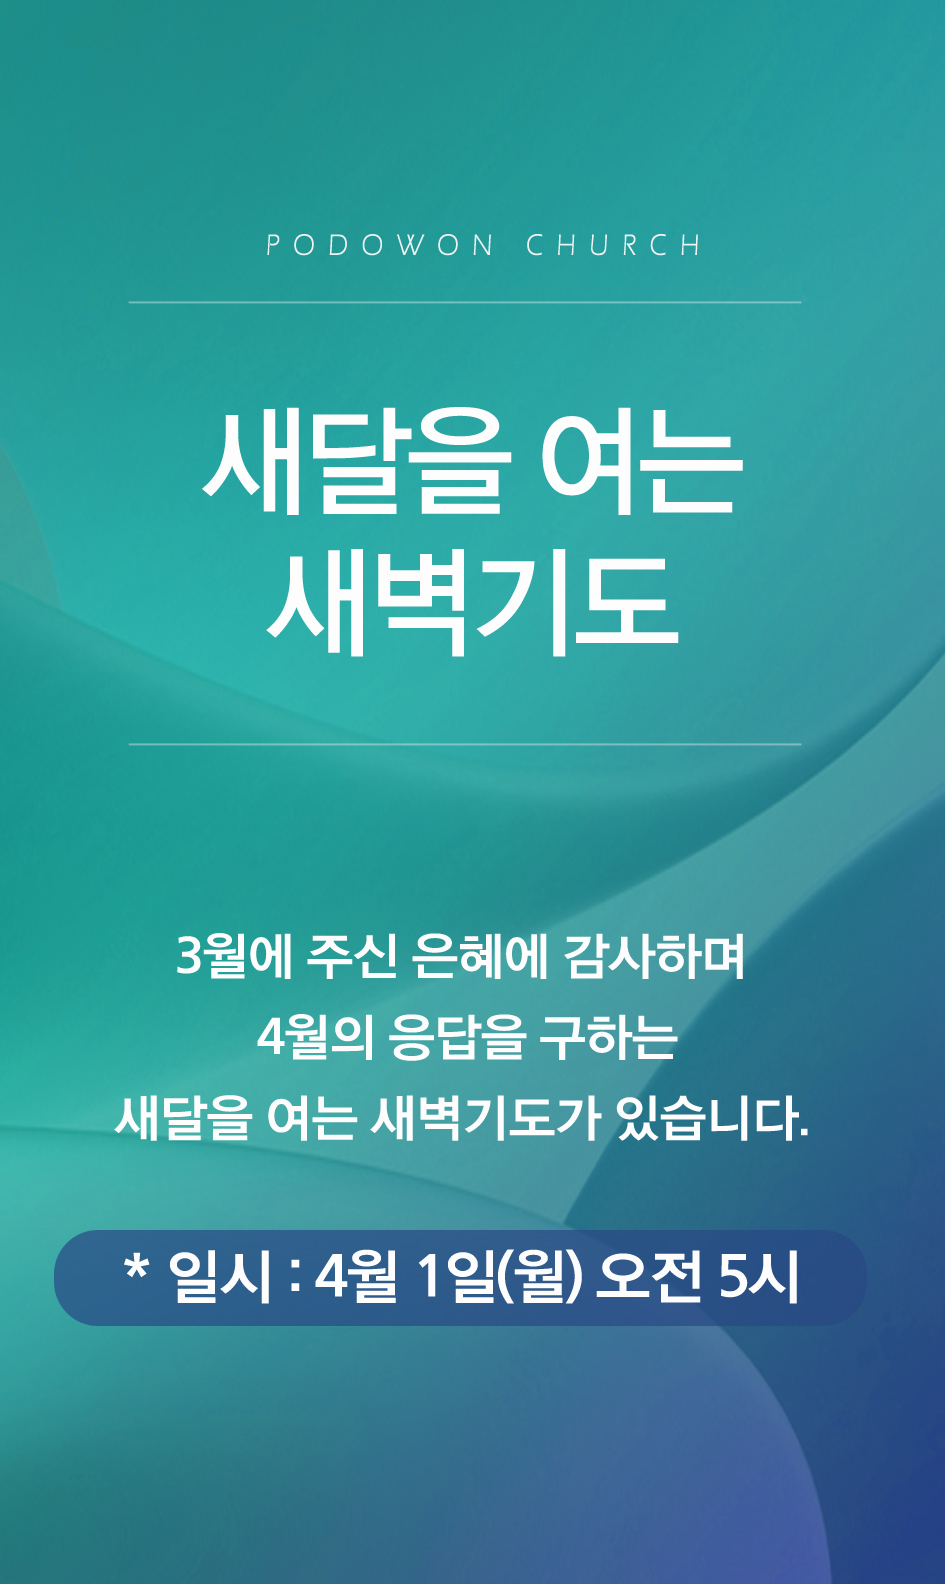 PODOWON CHURCH
새달을 여는
새벽기도
3월에 주신 은혜에 감사하며
4월의 응답을 구하는
새달을 여는 새벽기도가 있습니다.
* 일시 : 4월 1일(월) 오전 5시